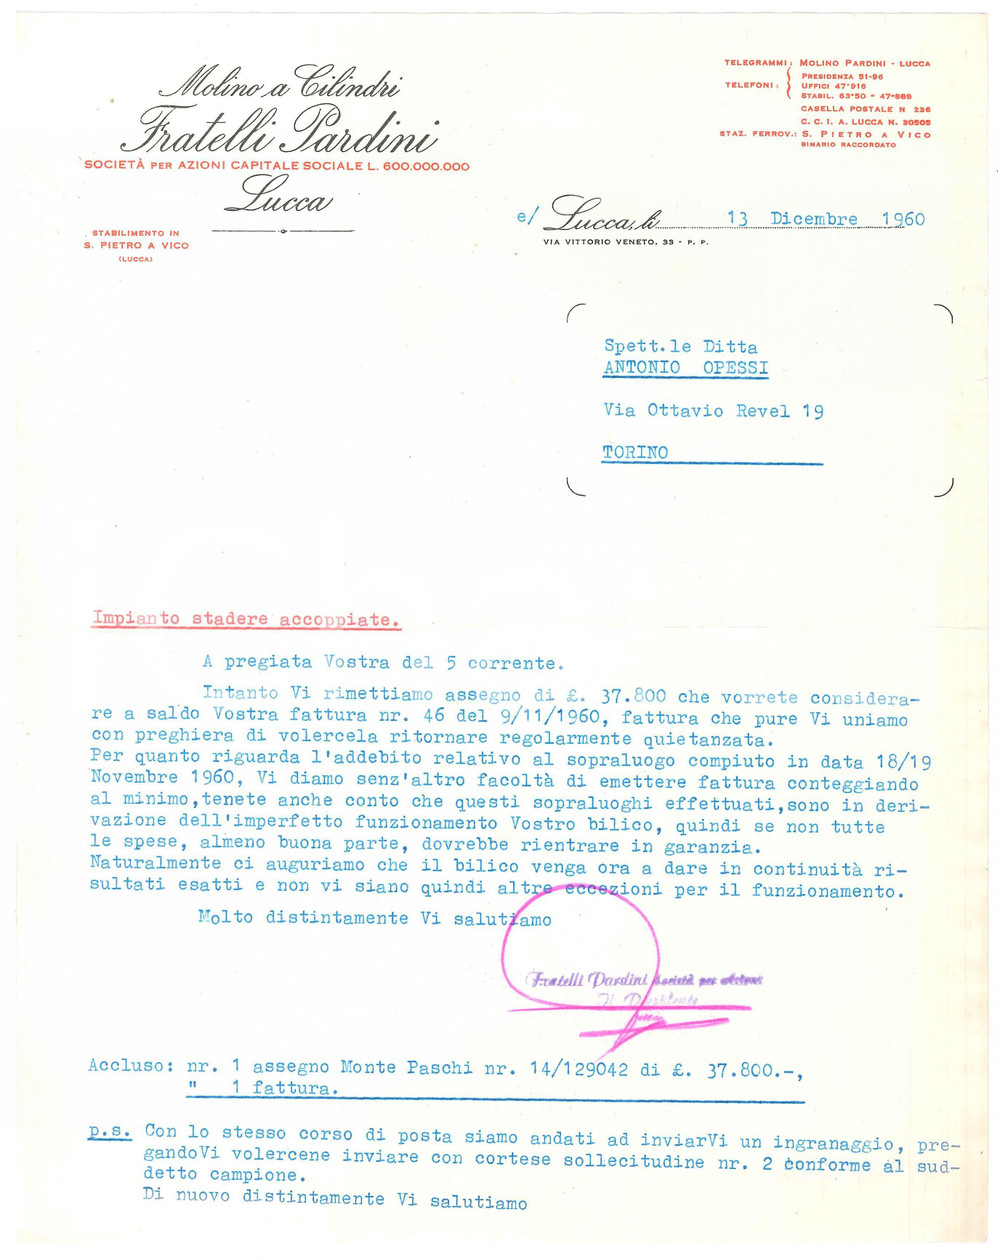 Molino a Cilindri
Fratelli Pardini
SOCIETÀ PER AZIONI CAPITALE SOCIALE L. 600.000.000
Lucca
STABILIMENTO IN
S. PIETRO A VICO
(LUCCA)
TELEGRAMMI: MOLINO PARDINI - LUCCA
TELEFONI: PRESIDENZA 51-96
UFFICI 47-916
STABIL. 63-50 - 47-888
CASELLA POSTALE N 236
C. C. I. A. LUCCA N. 30505
STAZ. FERROV.: S. PIETRO A VICO
BINARIO RACCORDATO
e/ Lucca, li 13 Dicembre 1960
VIA VITTORIO VENETO, 33 - P. P.
Spett.le Ditta
ANTONIO OPESSI
Via Ottavio Revel 19
TORINO
Impianto stadere accoppiate.
A pregiata Vostra del 5 corrente.
Intanto Vi rimettiamo assegno di £. 37.800 che vorrete considera-
re a saldo Vostra fattura nr. 46 del 9/11/1960, fattura che pure Vi uniamo
con preghiera di volercela ritornare regolarmente quietanzata.
Per quanto riguarda l'addebito relativo al sopraluogo compiuto in data 18/19
Novembre 1960, Vi diamo senz'altro facoltà di emettere fattura conteggiando
al minimo,tenete anche conto che questi sopraluoghi effettuati,sono in deri-
vazione dell'imperfetto funzionamento Vostro bilico, quindi se non tutte
le spese, almeno buona parte, dovrebbe rientrare in garanzia.
Naturalmente ci auguriamo che il bilico venga ora a dare in continuità ri-
sultati esatti e non vi siano quindi altre eccezioni per il funzionamento.
Molto distintamente Vi salutiamo
Fratelli Pardini Società per Azioni
Il Presidente
Accluso: nr. 1 assegno Monte Paschi nr. 14/129042 di £. 37.800.-,
" 1 fattura.
p.s. Con lo stesso corso di posta siamo andati ad inviarVi un ingranaggio, pre-
gandoVi volercene inviare con cortese sollecitudine nr. 2 conforme al sud-
detto campione.
Di nuovo distintamente Vi salutiamo